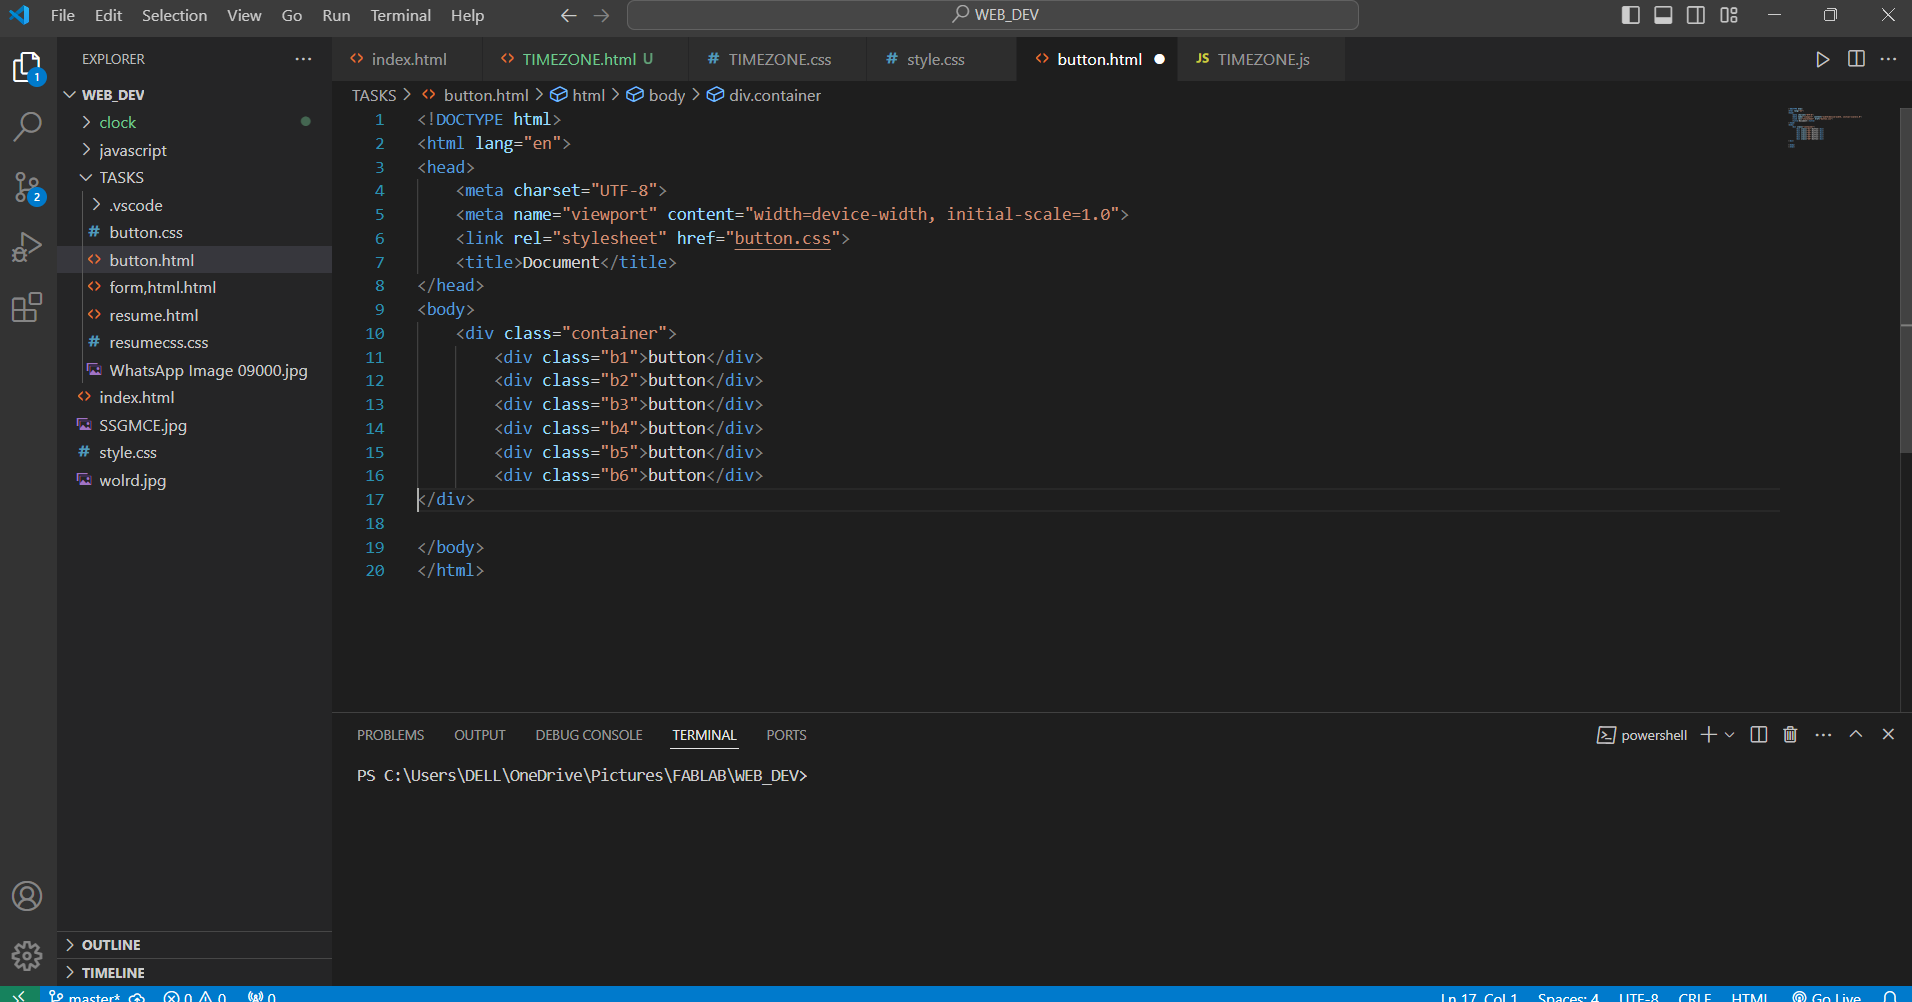 File Edit Selection View Go Run Terminal Help WEB_DEV
EXPLORER
WEB_DEV
clock
javascript
TASKS
.vscode
# button.css
<> button.html
<> form,html.html
<> resume.html
# resumecss.css
WhatsApp Image 09000.jpg
<> index.html
SSGMCE.jpg
# style.css
wolrd.jpg
OUTLINE
TIMELINE
1
2
<> index.html <> TIMEZONE.html U # TIMEZONE.css # style.css <> button.html JS TIMEZONE.js
TASKS > <> button.html > html > body > div.container
1 <!DOCTYPE html>
2 <html lang="en">
3 <head>
4     <meta charset="UTF-8">
5     <meta name="viewport" content="width=device-width, initial-scale=1.0">
6     <link rel="stylesheet" href="button.css">
7     <title>Document</title>
8 </head>
9 <body>
10     <div class="container">
11         <div class="b1">button</div>
12         <div class="b2">button</div>
13         <div class="b3">button</div>
14         <div class="b4">button</div>
15         <div class="b5">button</div>
16         <div class="b6">button</div>
17 </div>
18
19 </body>
20 </html>
PROBLEMS OUTPUT DEBUG CONSOLE TERMINAL PORTS powershell
PS C:\Users\DELL\OneDrive\Pictures\FABLAB\WEB_DEV>
master* 0 0 0 Ln 17, Col 1 Spaces: 4 UTF-8 CRLF HTML Go Live